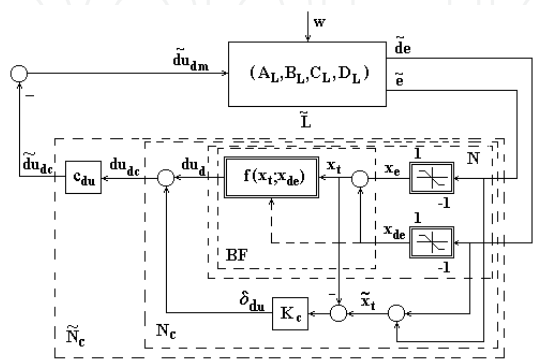 w
d̃e
d̃u_dm
(A_L,B_L,C_L,D_L)
ẽ
−
L̃
d̃u_dc
c_du
du_dc
du_d
f(x_t;x_de)
x_t
x_e
1
-1
N
x_de
1
-1
BF
−
δ_du
K_c
x̃_t
N_c
Ñ_c